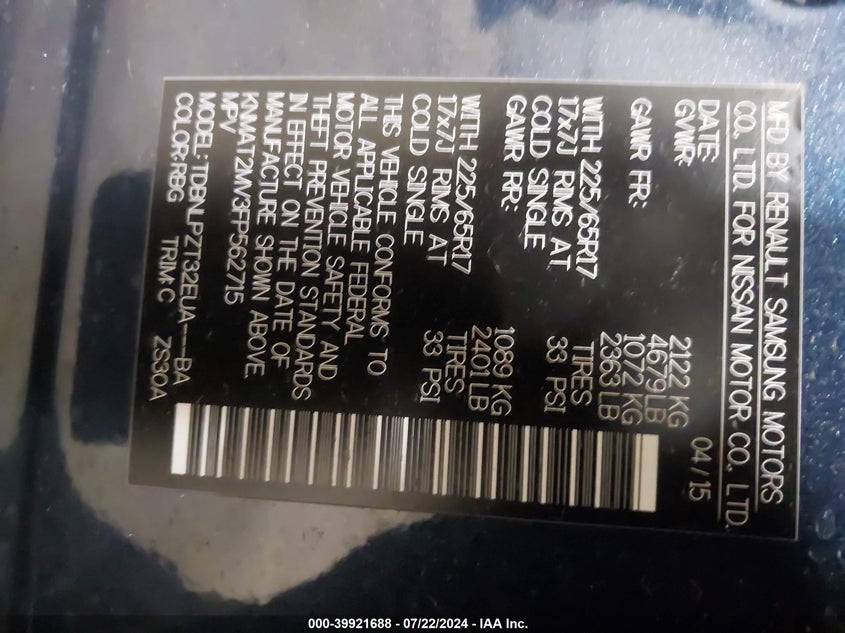 MFD BY RENAULT SAMSUNG MOTORS
CO., LTD. FOR NISSAN MOTOR CO., LTD.
DATE: 04/15
GVWR: 2122 KG
4679 LB
GAWR FR: 1072 KG
2363 LB
WITH 225/65R17 TIRES
17x7J RIMS AT 33 PSI
COLD SINGLE
GAWR RR: 1089 KG
2401 LB
WITH 225/65R17 TIRES
17x7J RIMS AT 33 PSI
COLD SINGLE
THIS VEHICLE CONFORMS TO
ALL APPLICABLE FEDERAL
MOTOR VEHICLE SAFETY AND
THEFT PREVENTION STANDARDS
IN EFFECT ON THE DATE OF
MANUFACTURE SHOWN ABOVE.
KNMAT2MV3FP562715
MPV
MODEL: TDBNLPZT32EUA----BA
COLOR: RBG TRIM: C ZS30A
000-39921688 - 07/22/2024 - IAA Inc.